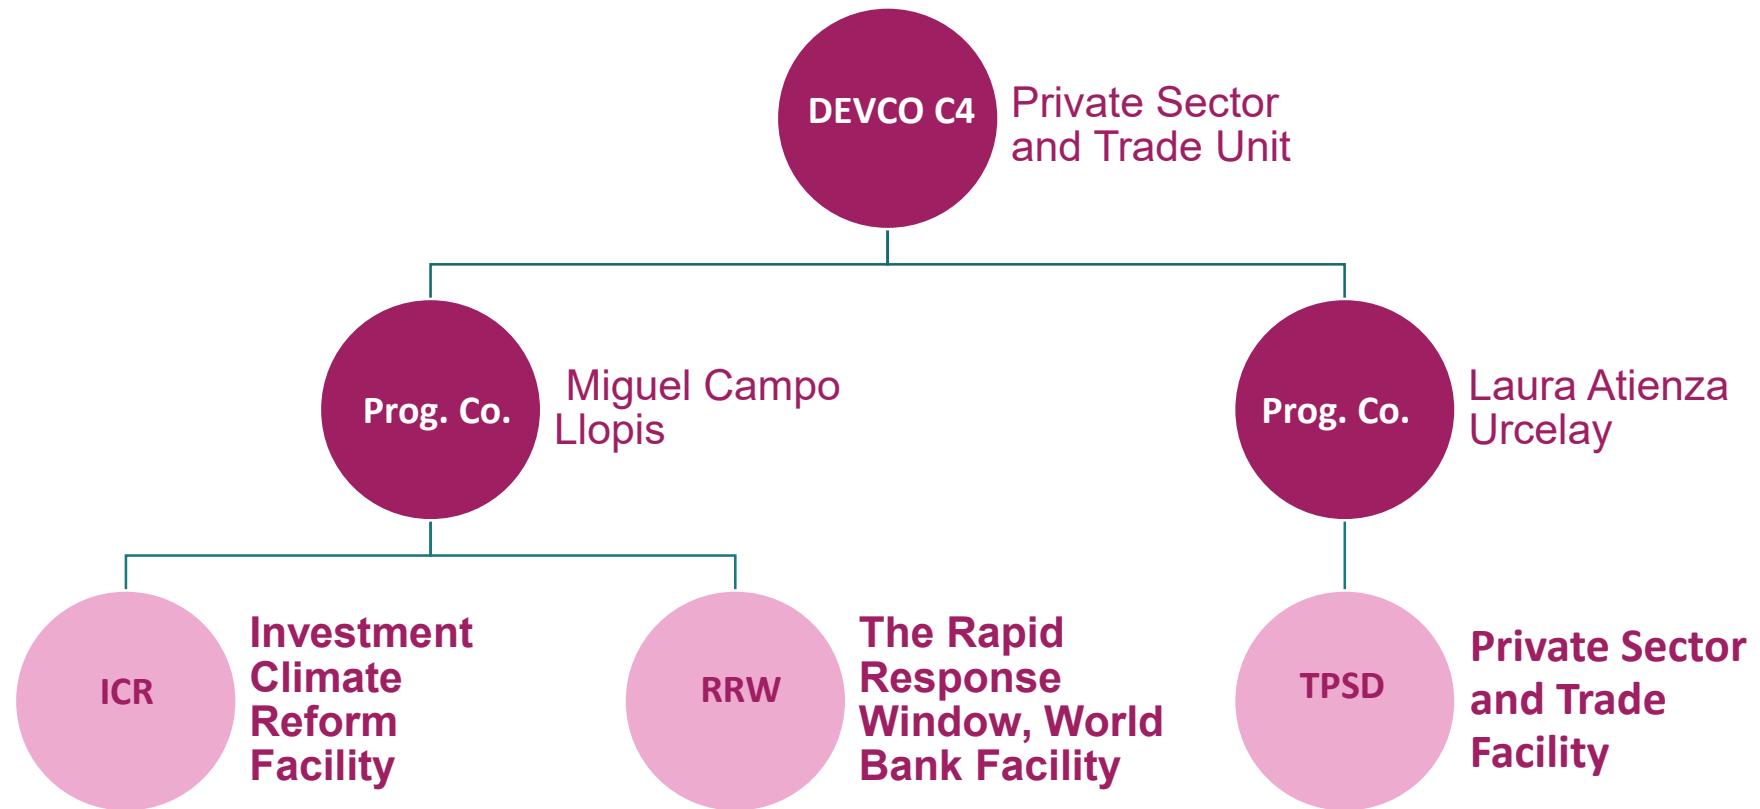 DEVCO C4
Private Sector
and Trade Unit
Prog. Co.
Miguel Campo
Llopis
Prog. Co.
Laura Atienza
Urcelay
ICR
Investment
Climate
Reform
Facility
RRW
The Rapid
Response
Window, World
Bank Facility
TPSD
Private Sector
and Trade
Facility